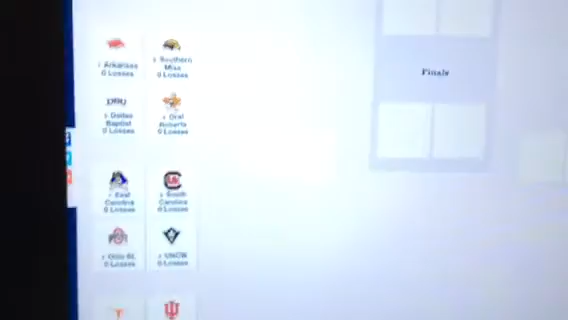 Arkansas
0 Losses
Southern
Miss
0 Losses
Finals
DBU
Dallas
Baptist
0 Losses
Oral
Roberts
0 Losses
East
Carolina
0 Losses
South
Carolina
0 Losses
Ohio St.
0 Losses
UNCW
0 Losses